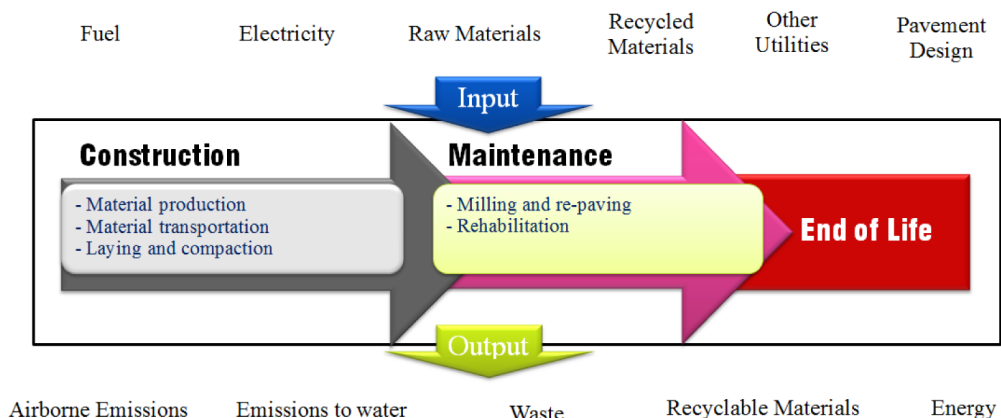 Fuel
Electricity
Raw Materials
Recycled
Materials
Other
Utilities
Pavement
Design
Input
Construction
- Material production
- Material transportation
- Laying and compaction
Maintenance
- Milling and re-paving
- Rehabilitation
End of Life
Output
Airborne Emissions
Emissions to water
Waste
Recyclable Materials
Energy